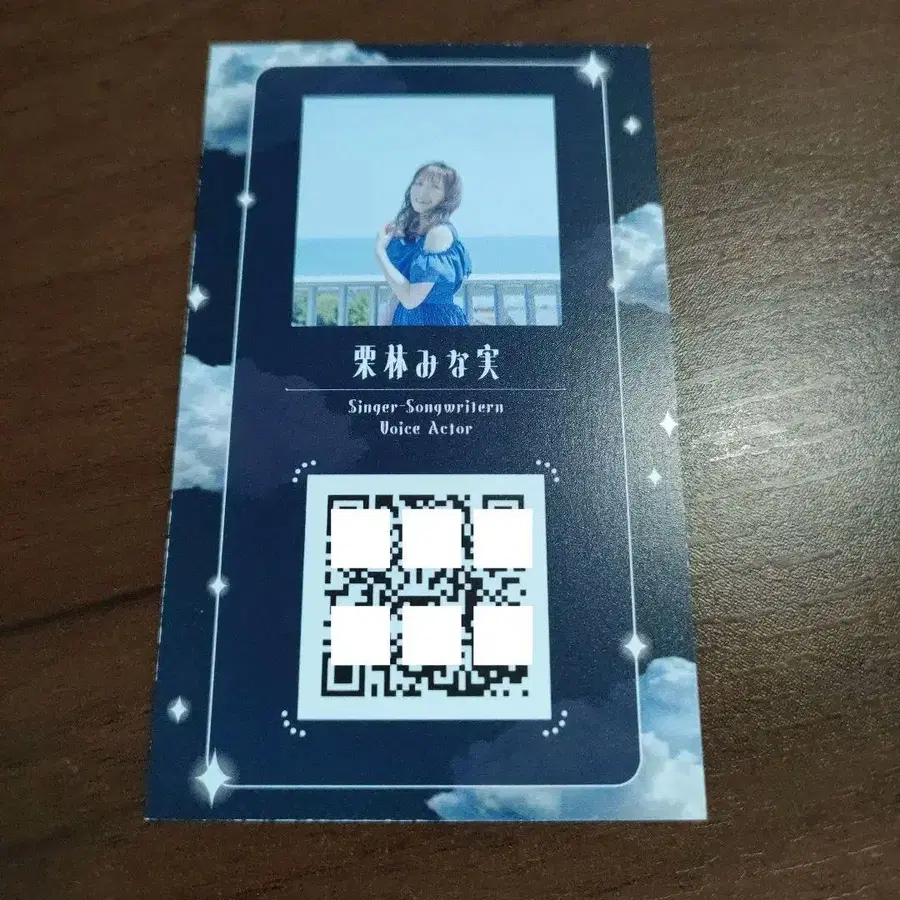 栗林みな実
Singer-Songwritern
Voice Actor